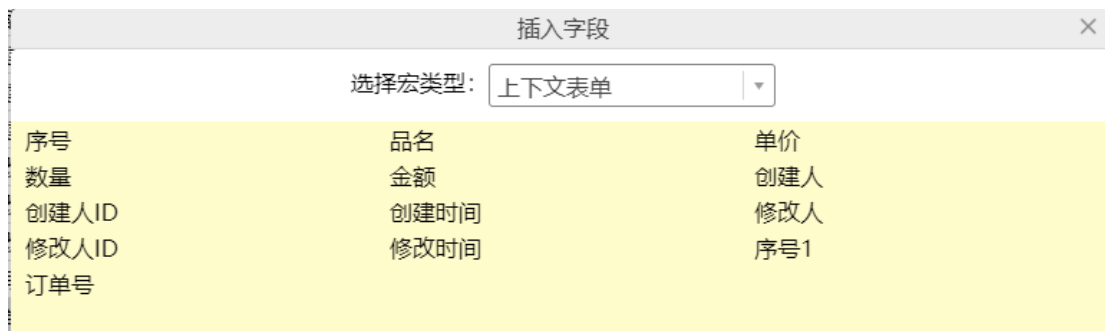 插入字段
选择宏类型： 上下文表单
序号 品名 单价
数量 金额 创建人
创建人ID 创建时间 修改人
修改人ID 修改时间 序号1
订单号